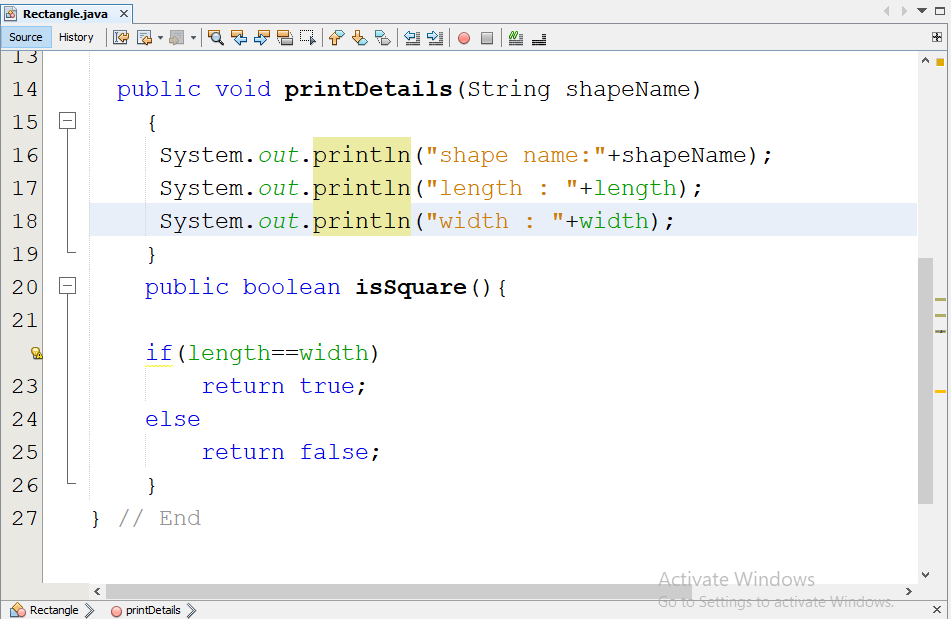 Rectangle.java
Source History
13
14 public void printDetails(String shapeName)
15 {
16 System.out.println("shape name:"+shapeName);
17 System.out.println("length : "+length);
18 System.out.println("width : "+width);
19 }
20 public boolean isSquare(){
21
if(length==width)
23 return true;
24 else
25 return false;
26 }
27 } // End
Activate Windows
Go to Settings to activate Windows.
Rectangle printDetails